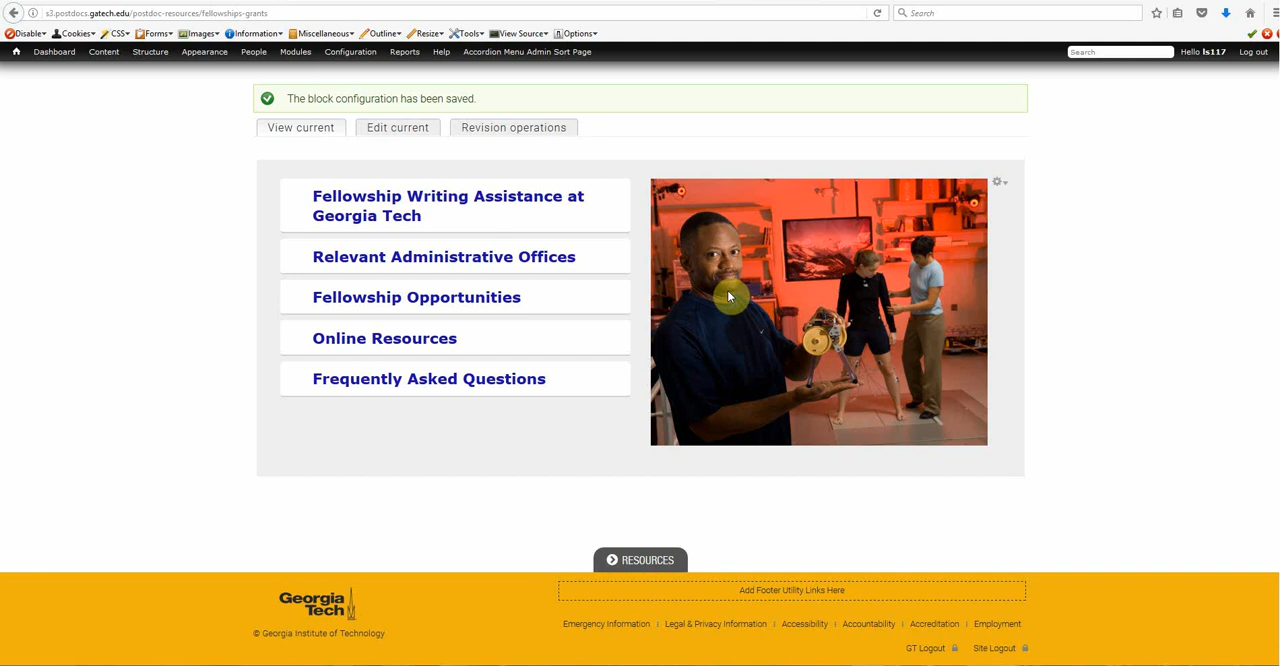 s3.postdocs.gatech.edu/postdoc-resources/fellowships-grants
Search
Disable Cookies CSS Forms Images Information Miscellaneous Outline Resize Tools View Source Options
Dashboard Content Structure Appearance People Modules Configuration Reports Help Accordion Menu Admin Sort Page
Search
Hello ls117 Log out
The block configuration has been saved.
View current Edit current Revision operations
Fellowship Writing Assistance at
Georgia Tech
Relevant Administrative Offices
Fellowship Opportunities
Online Resources
Frequently Asked Questions
RESOURCES
Georgia
Tech
© Georgia Institute of Technology
Add Footer Utility Links Here
Emergency Information | Legal & Privacy Information | Accessibility | Accountability | Accreditation | Employment
GT Logout Site Logout